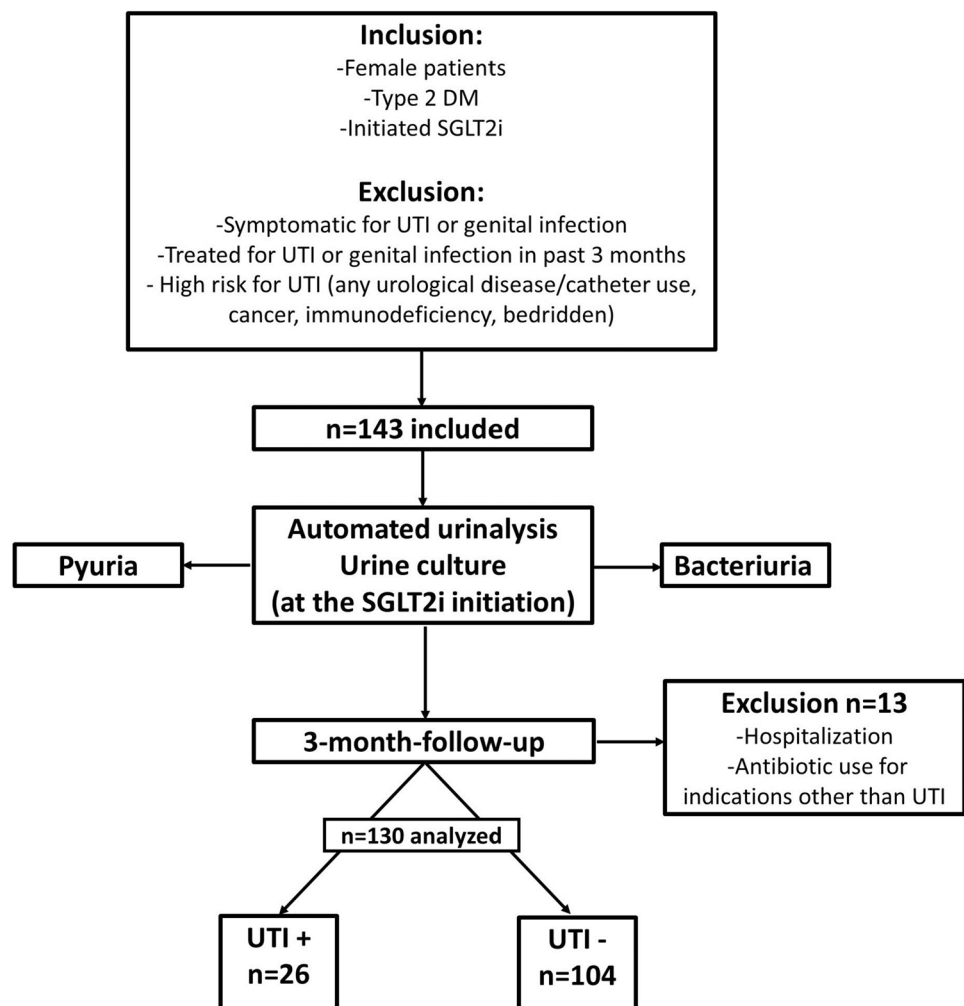 Inclusion:
-Female patients
-Type 2 DM
-Initiated SGLT2i
Exclusion:
-Symptomatic for UTI or genital infection
-Treated for UTI or genital infection in past 3 months
- High risk for UTI (any urological disease/catheter use,
cancer, immunodeficiency, bedridden)
n=143 included
Automated urinalysis
Urine culture
(at the SGLT2i initiation)
Pyuria
Bacteriuria
3-month-follow-up
Exclusion n=13
-Hospitalization
-Antibiotic use for
indications other than UTI
n=130 analyzed
UTI +
n=26
UTI -
n=104